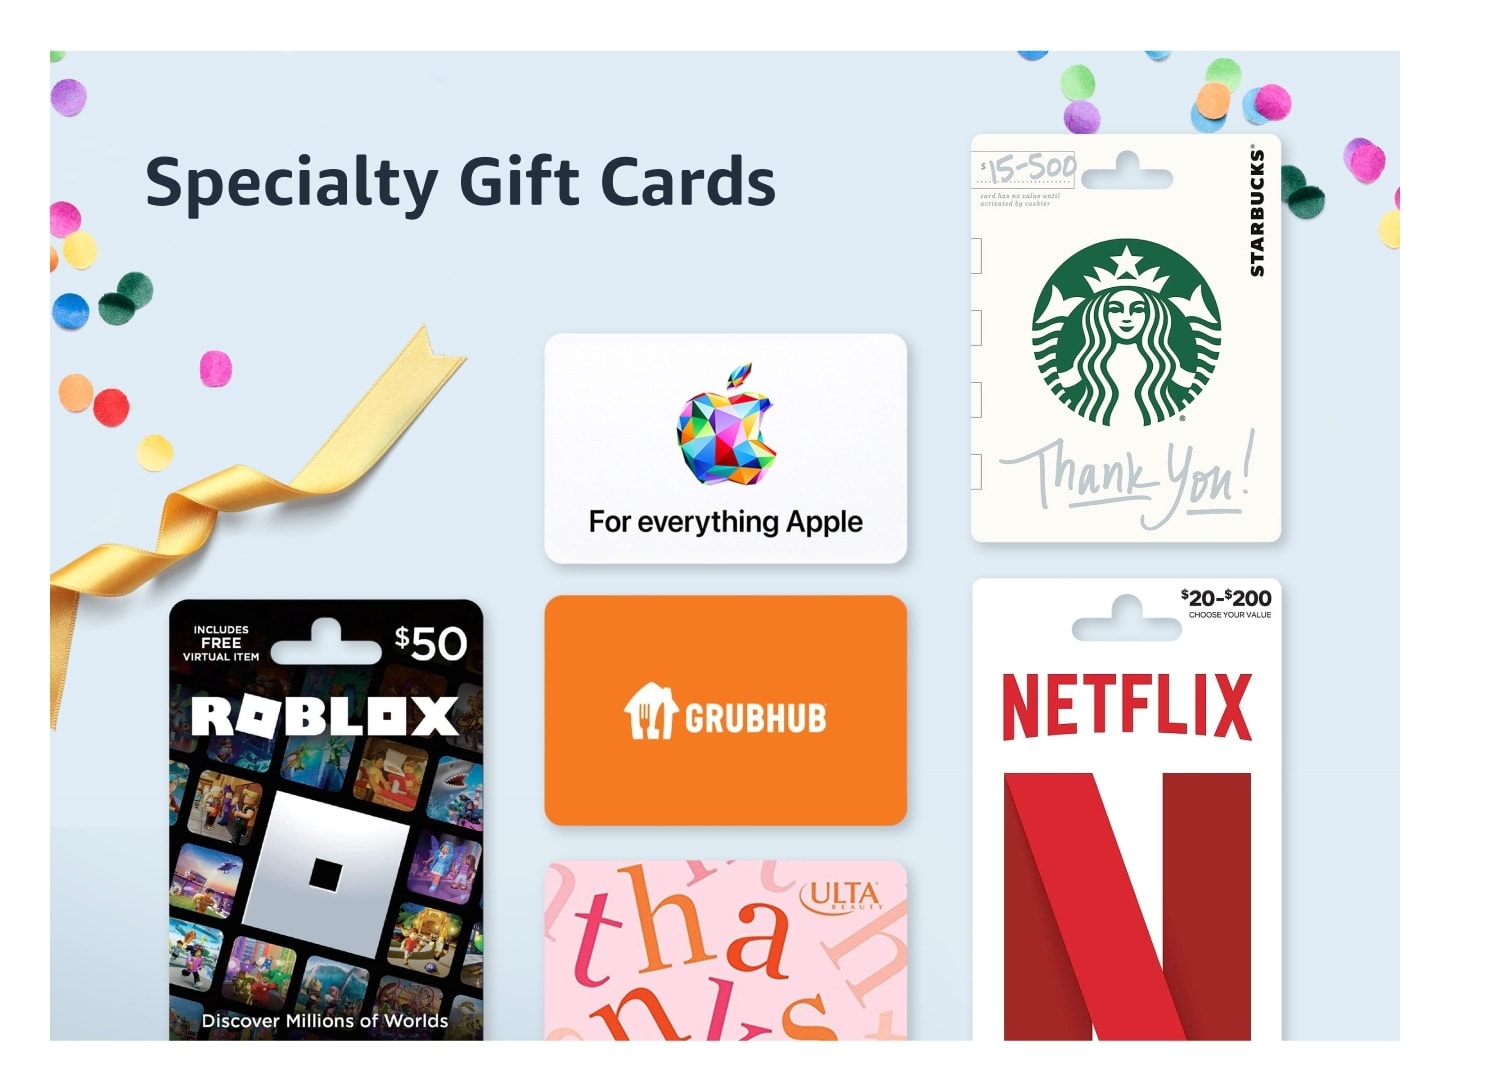 Specialty Gift Cards
$15-500
card has no value until
activated by cashier
STARBUCKS®
®
Thank You!
For everything Apple
INCLUDES
FREE
VIRTUAL ITEM
$50
ROBLOX
Discover Millions of Worlds
GRUBHUB
ULTA
BEAUTY
thanks
$20-$200
CHOOSE YOUR VALUE
NETFLIX
N